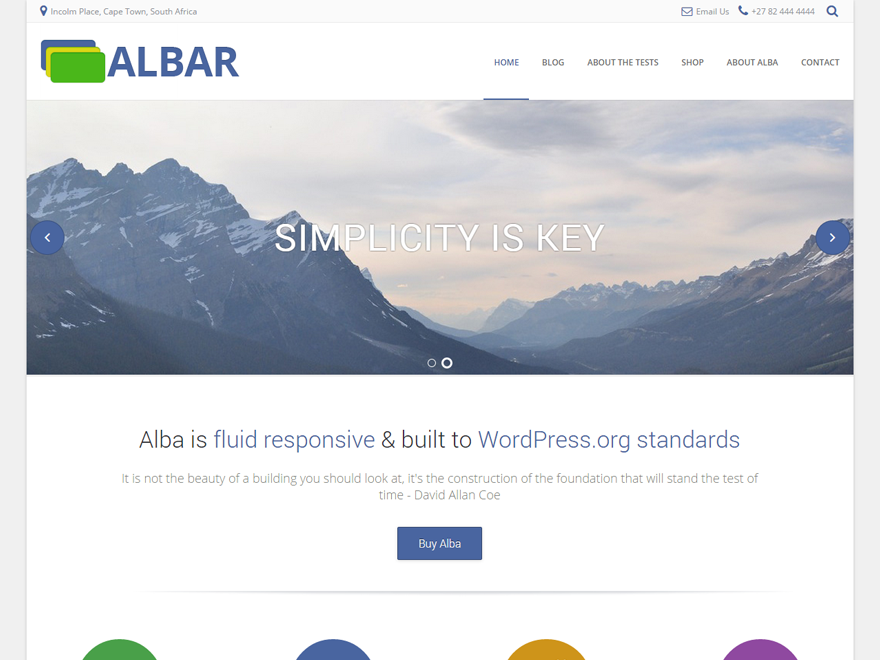 Incolm Place, Cape Town, South Africa
Email Us
+27 82 444 4444
ALBAR
HOME
BLOG
ABOUT THE TESTS
SHOP
ABOUT ALBA
CONTACT
SIMPLICITY IS KEY
Alba is fluid responsive & built to WordPress.org standards
It is not the beauty of a building you should look at, it's the construction of the foundation that will stand the test of
time - David Allan Coe
Buy Alba